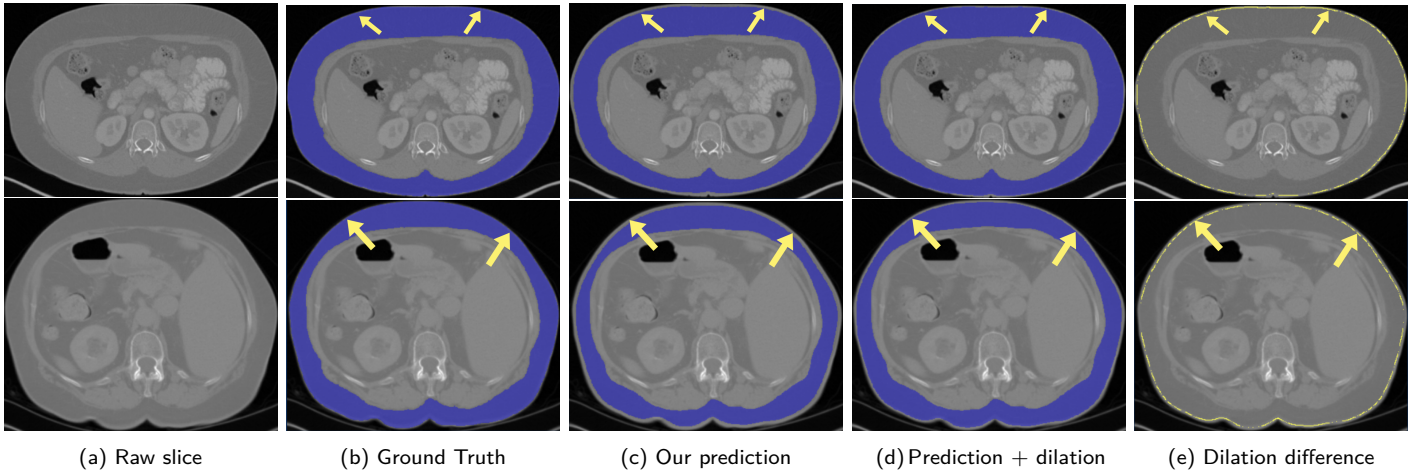 (a) Raw slice
(b) Ground Truth
(c) Our prediction
(d) Prediction + dilation
(e) Dilation difference